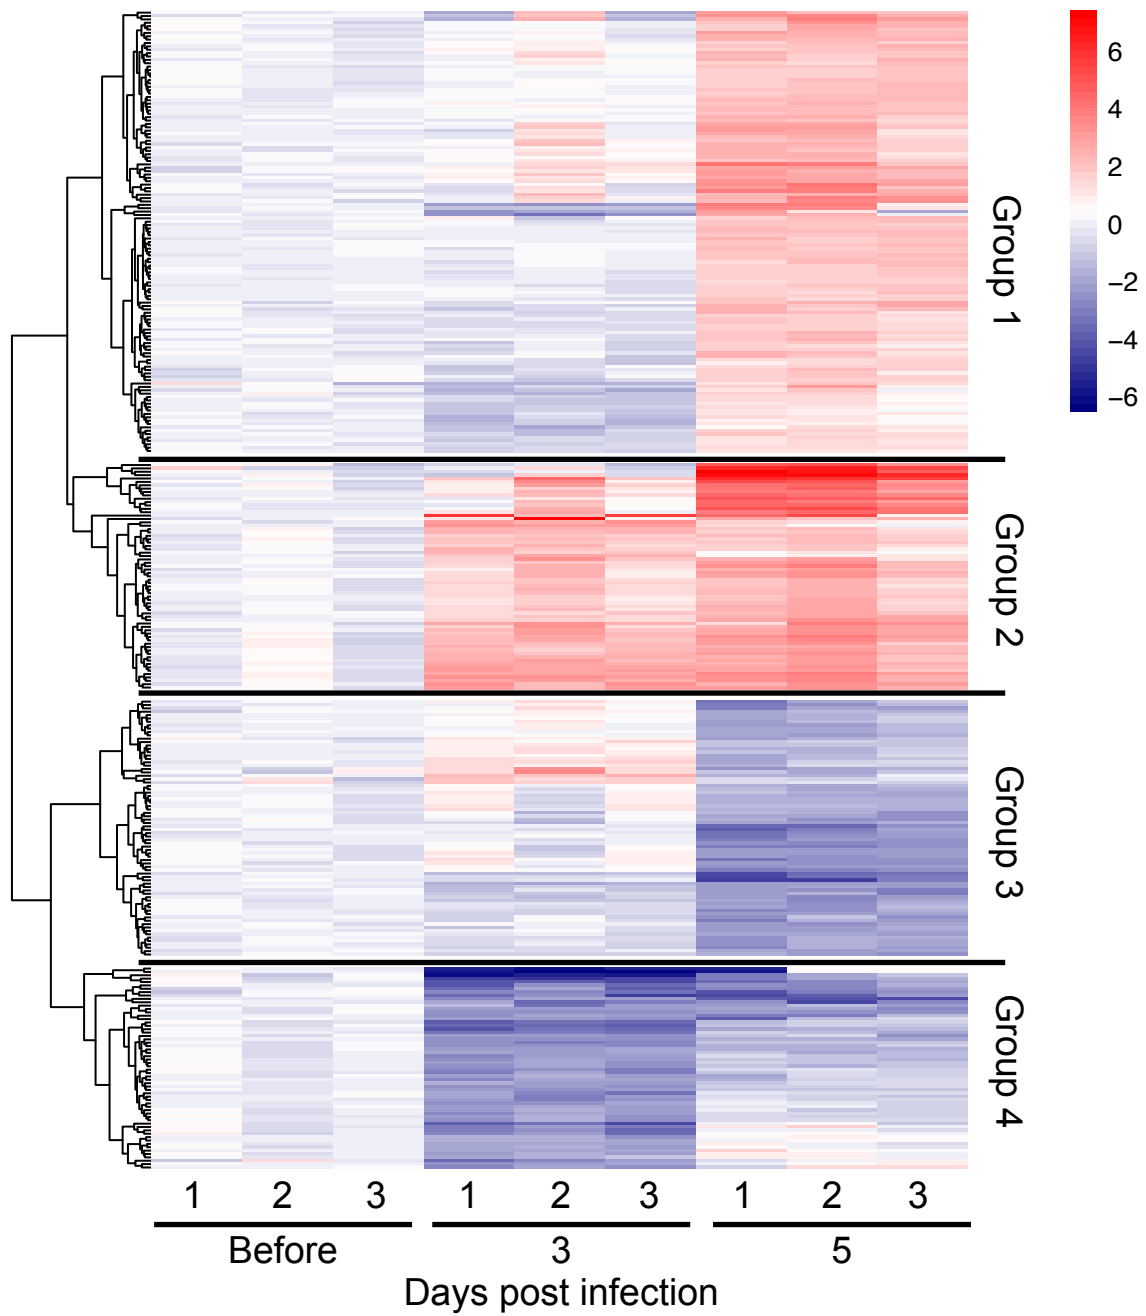 6
4
2
0
−2
−4
−6
Group 1
Group 2
Group 3
Group 4
1 2 3 1 2 3 1 2 3
Before 3 5
Days post infection